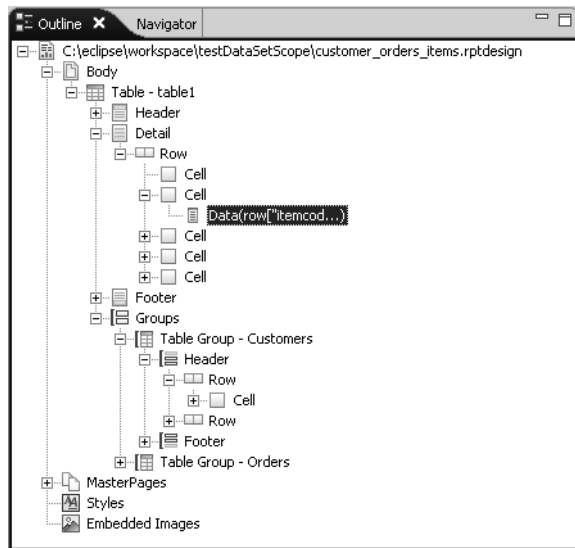 Outline Navigator
C:\eclipse\workspace\testDataSetScope\customer_orders_items.rptdesign
Body
Table - table1
Header
Detail
Row
Cell
Cell
Data(row["itemcod...)
Cell
Cell
Cell
Footer
Groups
Table Group - Customers
Header
Row
Cell
Row
Footer
Table Group - Orders
MasterPages
Styles
Embedded Images